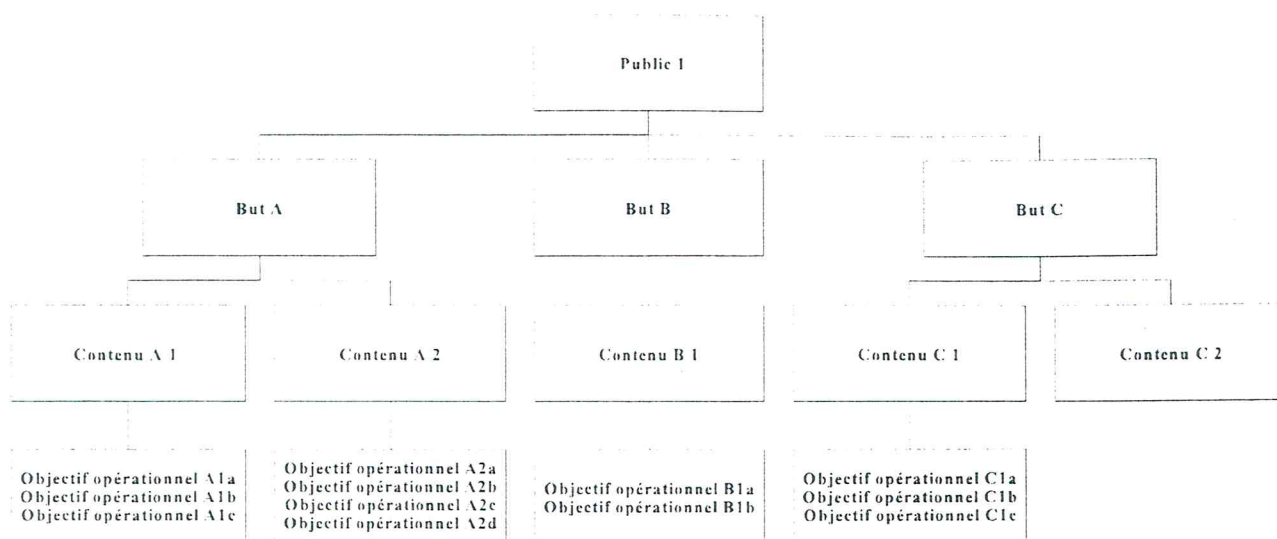 Public 1
But A
But B
But C
Contenu A 1
Contenu A 2
Contenu B 1
Contenu C 1
Contenu C 2
Objectif opérationnel A1a
Objectif opérationnel A1b
Objectif opérationnel A1c
Objectif opérationnel A2a
Objectif opérationnel A2b
Objectif opérationnel A2c
Objectif opérationnel A2d
Objectif opérationnel B1a
Objectif opérationnel B1b
Objectif opérationnel C1a
Objectif opérationnel C1b
Objectif opérationnel C1c